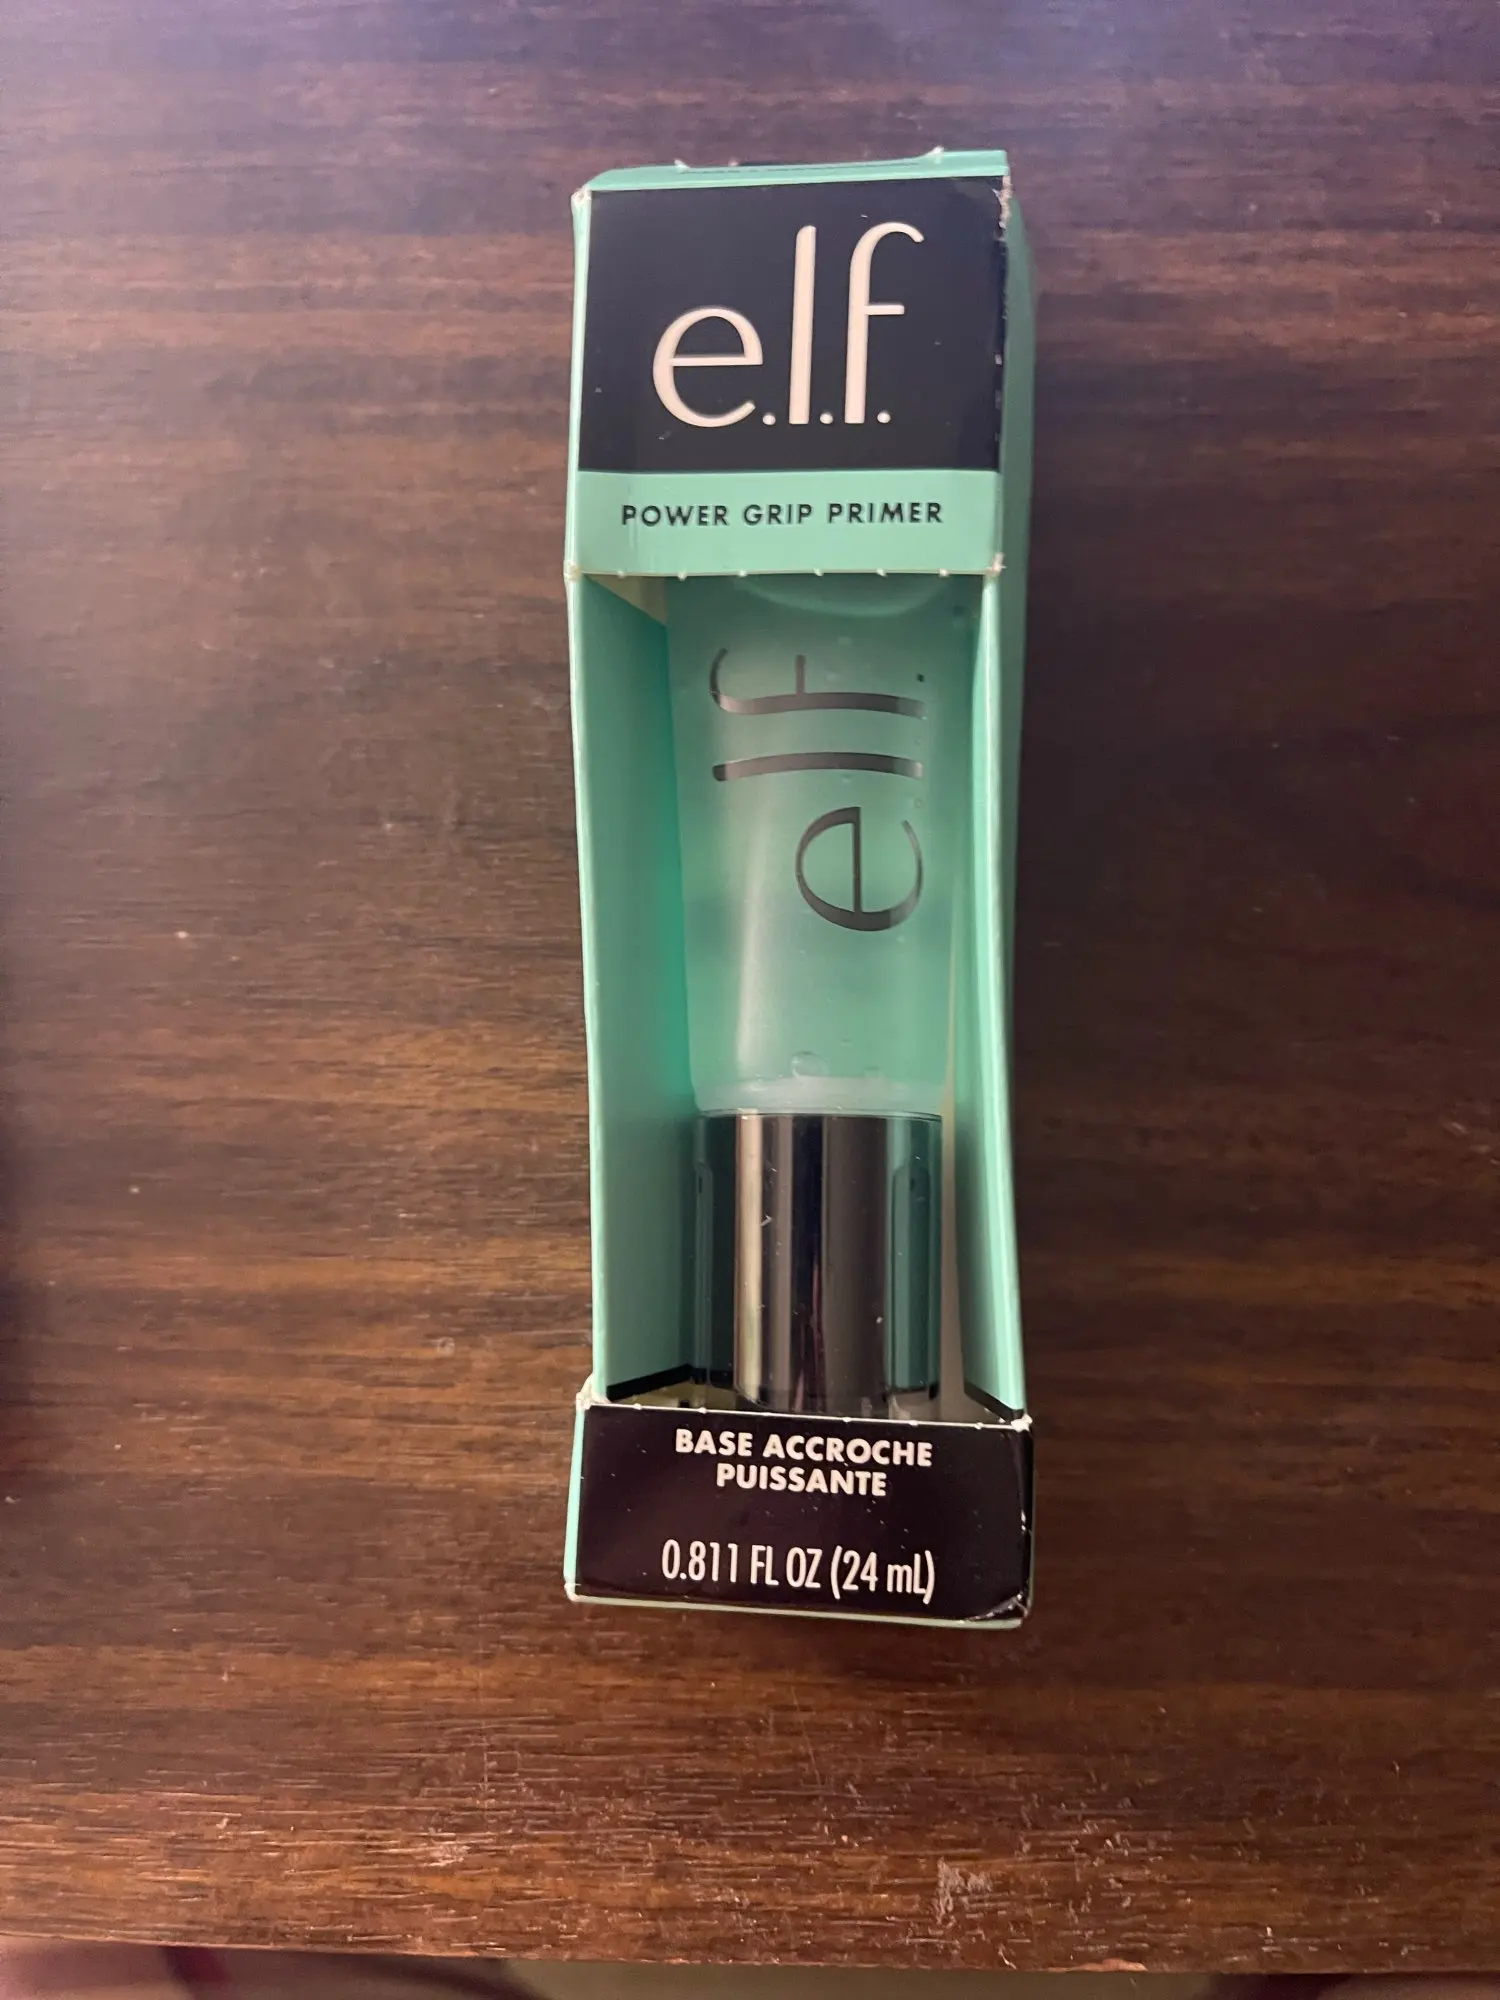 e.l.f.
POWER GRIP PRIMER
e.l.f.
BASE ACCROCHE
PUISSANTE
0.811 FL OZ (24 mL)